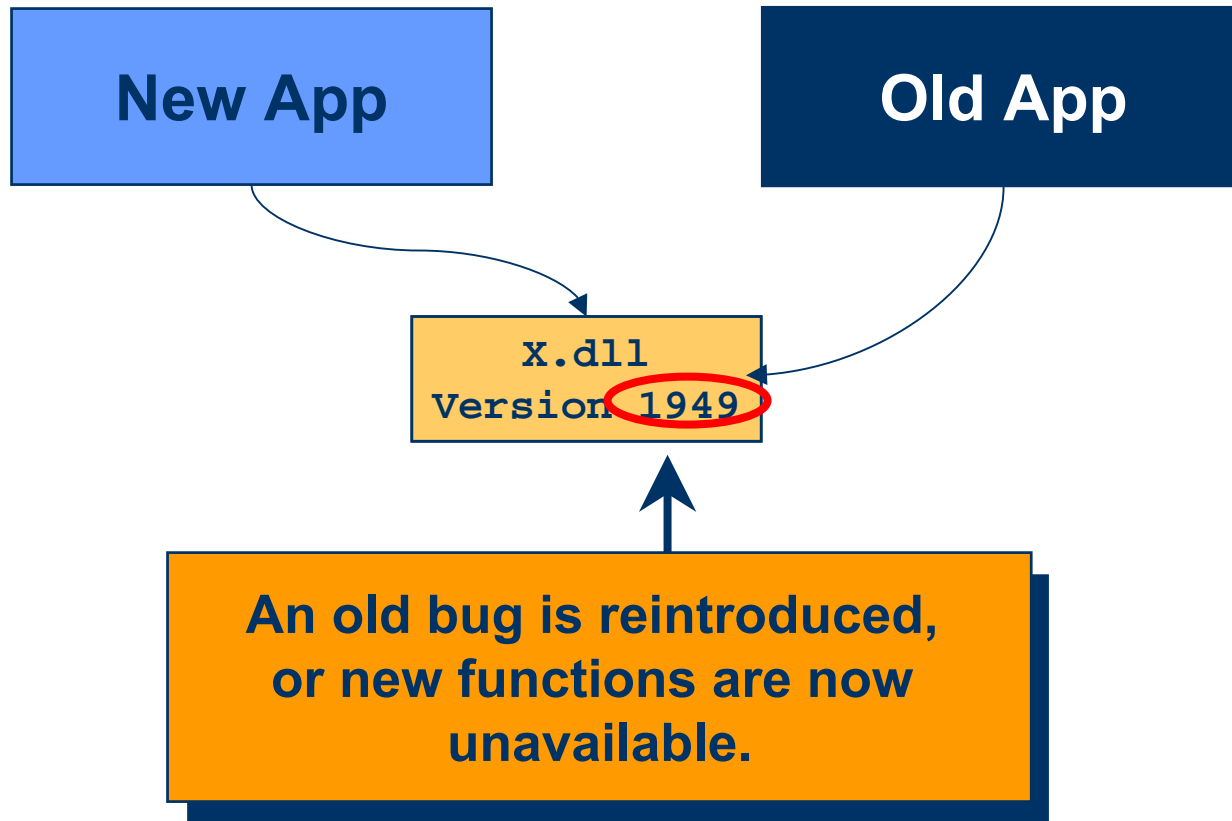 New App
Old App
X.dll
Version 1949
An old bug is reintroduced,
or new functions are now
unavailable.